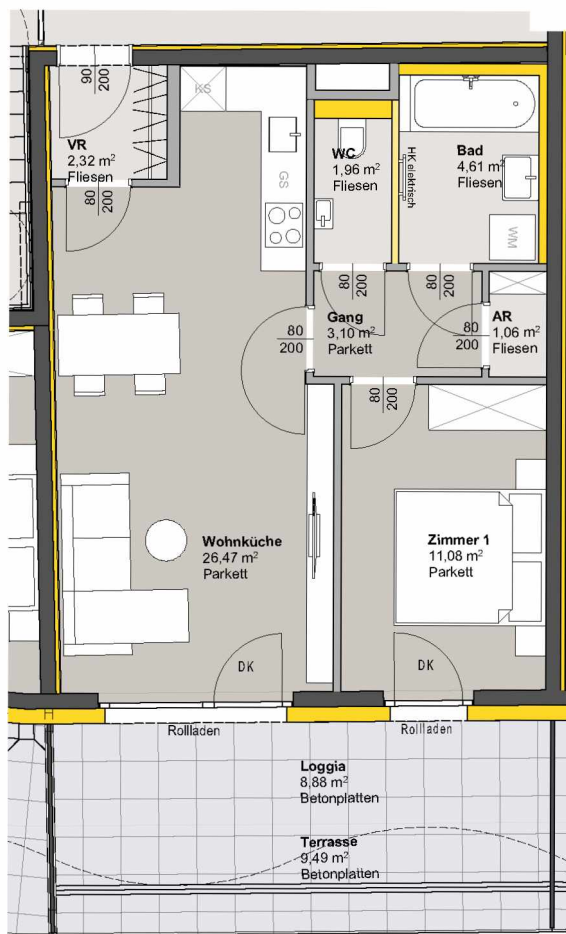 90
200
VR
2,32 m²
Fliesen
80
200
KS
GS
WC
1,96 m²
Fliesen
HK elektrisch
Bad
4,61 m²
Fliesen
WM
80
200
80
200
Gang
3,10 m²
Parkett
80
200
80
200
AR
1,06 m²
Fliesen
80
200
Wohnküche
26,47 m²
Parkett
Zimmer 1
11,08 m²
Parkett
DK
DK
Rollladen
Rollladen
Loggia
8,88 m²
Betonplatten
Terrasse
9,49 m²
Betonplatten